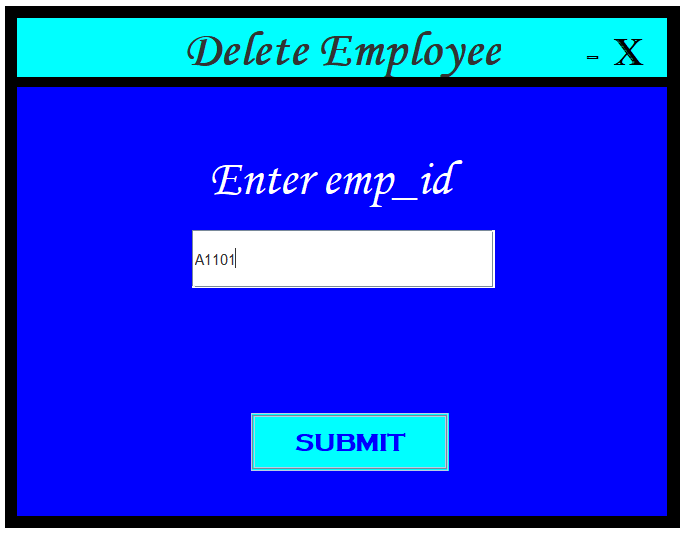 Delete Employee - X
Enter emp_id
A1101
SUBMIT